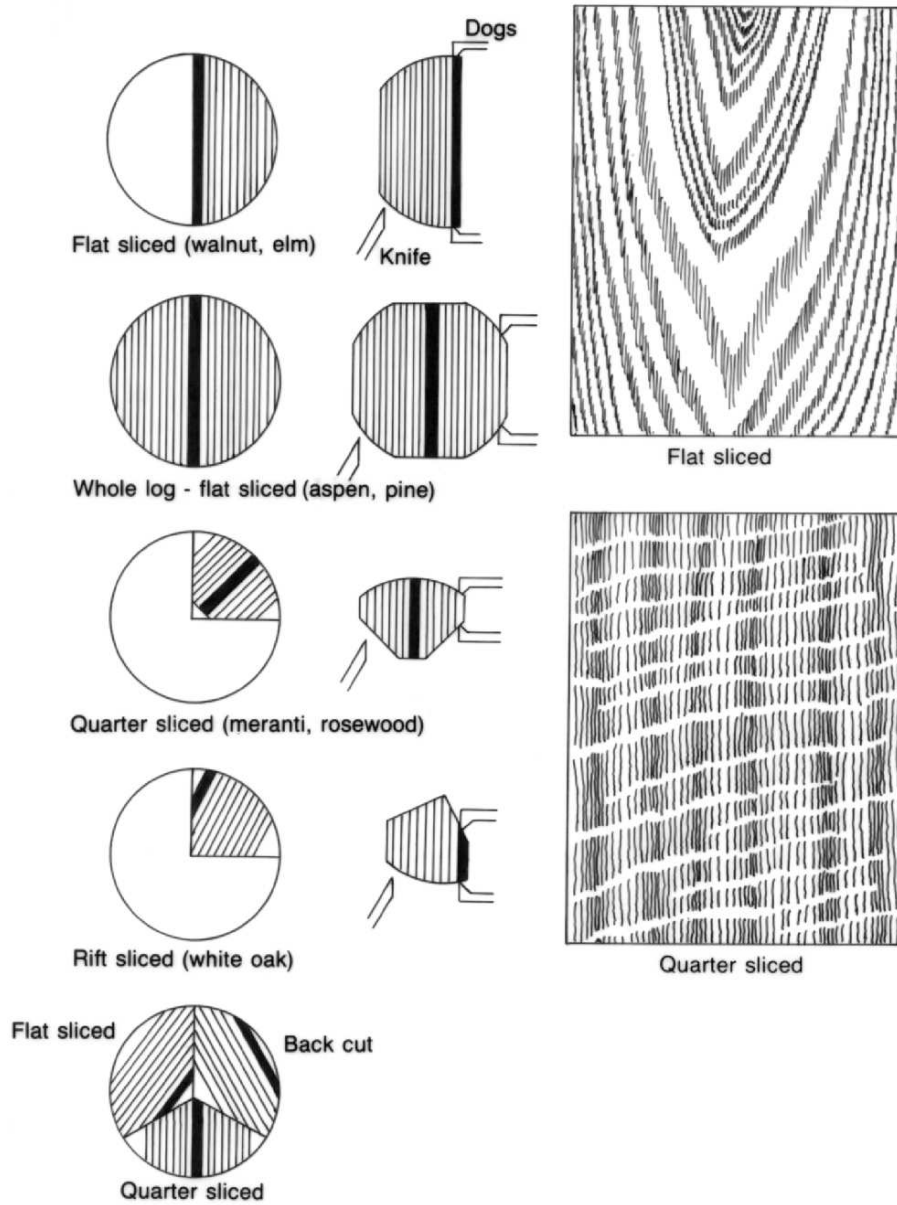 Dogs
Flat sliced (walnut, elm)
Knife
Whole log - flat sliced (aspen, pine)
Flat sliced
Quarter sliced (meranti, rosewood)
Rift sliced (white oak)
Quarter sliced
Flat sliced
Back cut
Quarter sliced